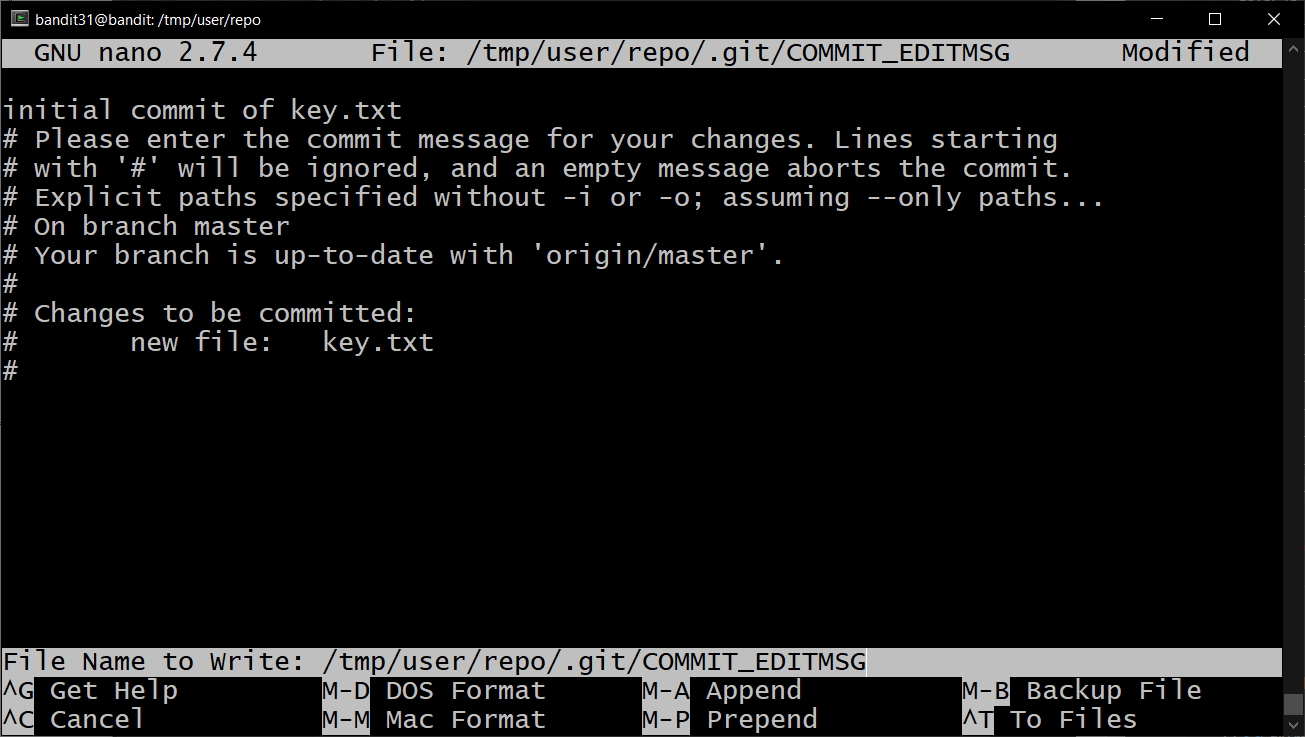 bandit31@bandit: /tmp/user/repo
GNU nano 2.7.4 File: /tmp/user/repo/.git/COMMIT_EDITMSG Modified
initial commit of key.txt
# Please enter the commit message for your changes. Lines starting
# with '#' will be ignored, and an empty message aborts the commit.
# Explicit paths specified without -i or -o; assuming --only paths...
# On branch master
# Your branch is up-to-date with 'origin/master'.
#
# Changes to be committed:
#       new file:   key.txt
#
File Name to Write: /tmp/user/repo/.git/COMMIT_EDITMSG
^G Get Help M-D DOS Format M-A Append M-B Backup File
^C Cancel M-M Mac Format M-P Prepend ^T To Files